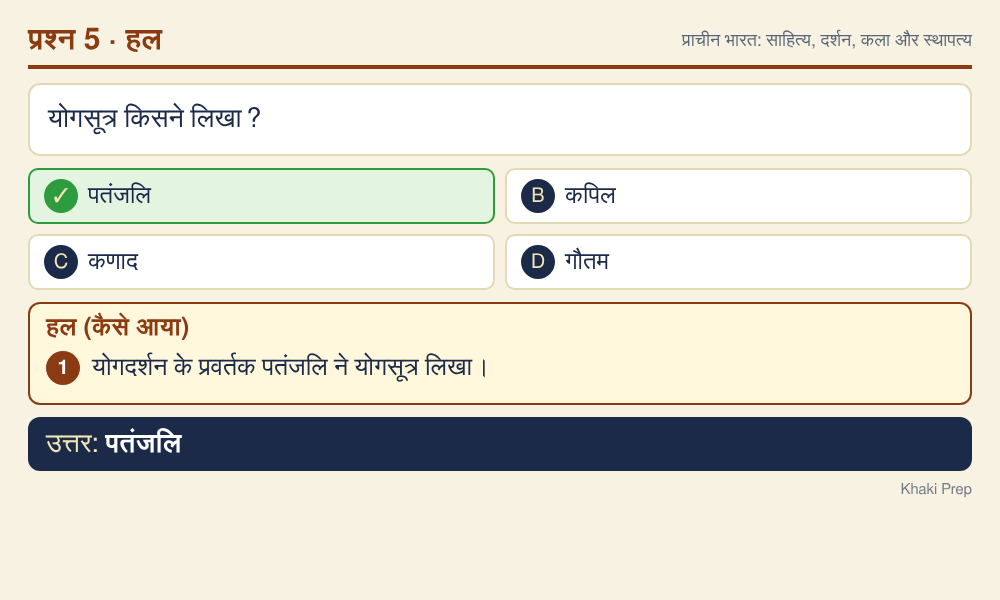 प्रश्न 5 · हल
प्राचीन भारत: साहित्य, दर्शन, कला और स्थापत्य
योगसूत्र किसने लिखा ?
✓ पतंजलि
B कपिल
C कणाद
D गौतम
हल (कैसे आया)
1 योगदर्शन के प्रवर्तक पतंजलि ने योगसूत्र लिखा।
उत्तर: पतंजलि
Khaki Prep